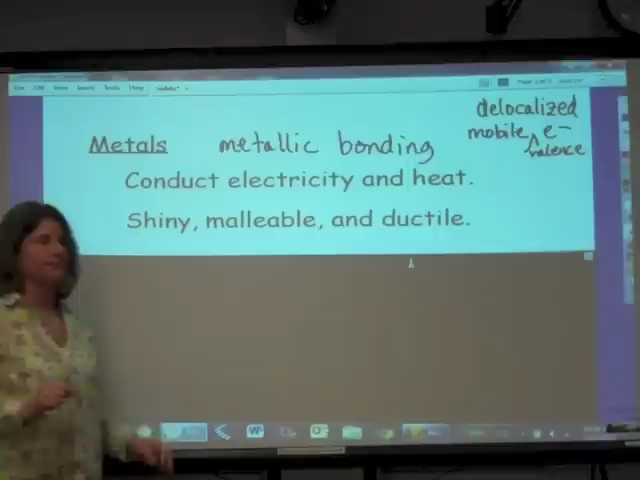 delocalized
mobile e-
valence
Metals metallic bonding
Conduct electricity and heat.
Shiny, malleable, and ductile.